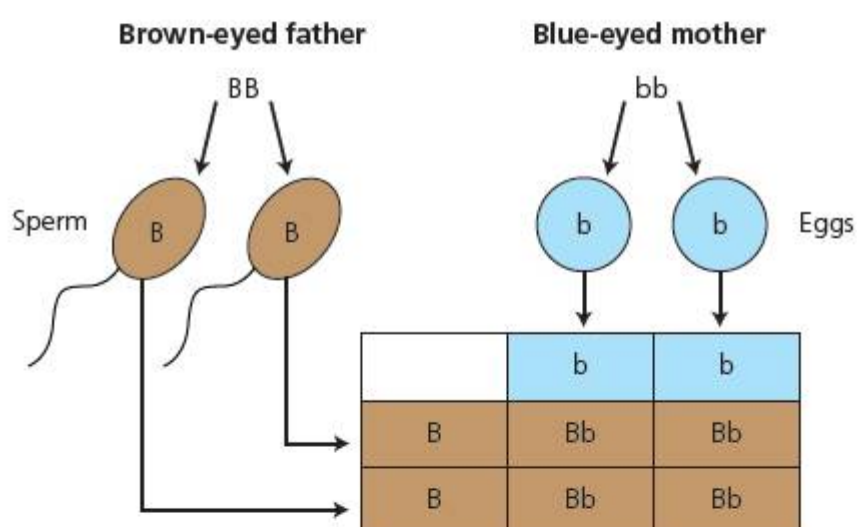 Brown-eyed father
Blue-eyed mother
BB
bb
Sperm
B
B
b
b
Eggs
b b
B Bb Bb
B Bb Bb